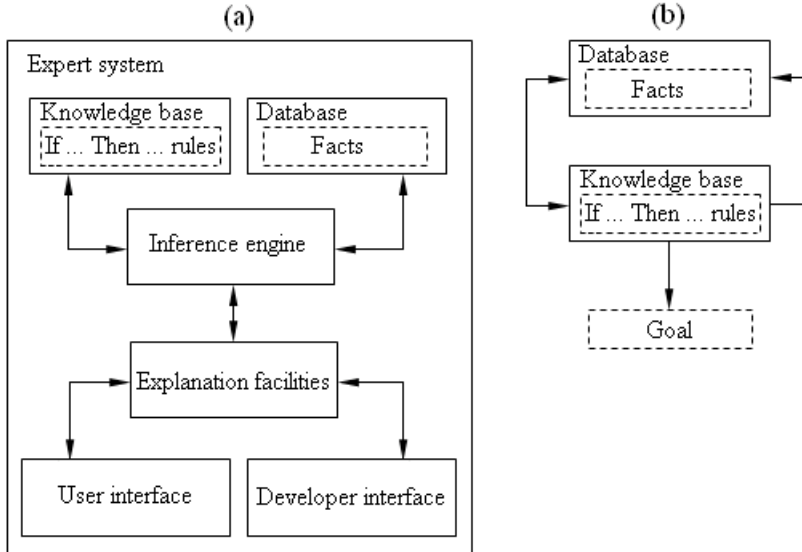 (a)
Expert system
Knowledge base
If ... Then ... rules
Database
Facts
Inference engine
Explanation facilities
User interface
Developer interface
(b)
Database
Facts
Knowledge base
If ... Then ... rules
Goal